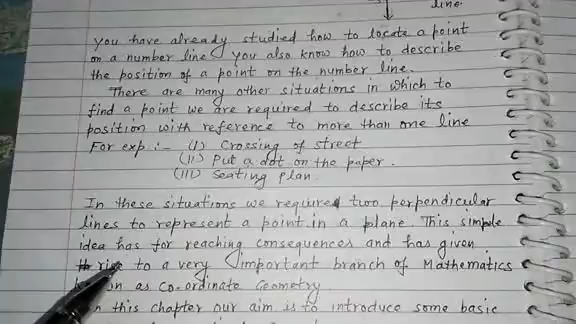 line.
you have already studied how to locate a point
on a number line you also know how to describe
the position of a point on the number line.
There are many other situations in which to
find a point we are required to describe its
position with reference to more than one line
For exp :- (I) Crossing of street
(II) Put a dot on the paper.
(III) Seating plan.
In these situations we required two perpendicular
lines to represent a point in a plane. This simple
idea has for reaching consequences and has given
to a very important branch of Mathematics
as Co-ordinate Geometry
this chapter our aim is to introduce some basic